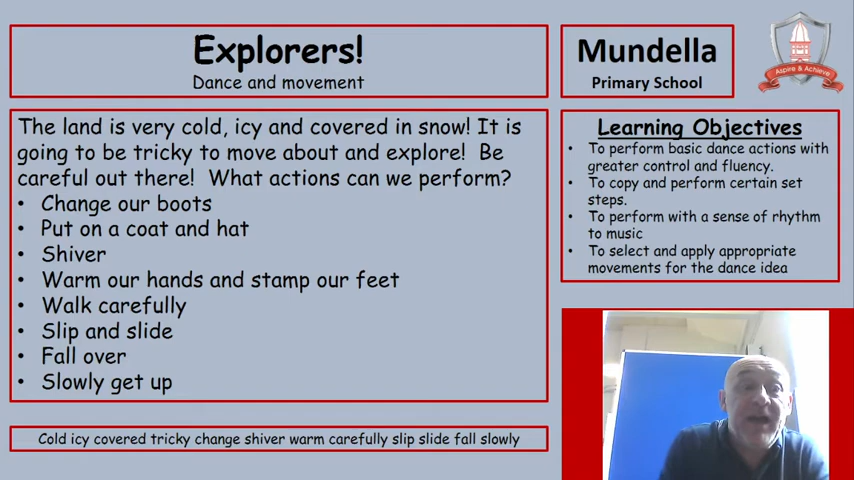 Explorers!
Dance and movement
Mundella
Primary School
Aspire & Achieve
The land is very cold, icy and covered in snow! It is
going to be tricky to move about and explore! Be
careful out there! What actions can we perform?
• Change our boots
• Put on a coat and hat
• Shiver
• Warm our hands and stamp our feet
• Walk carefully
• Slip and slide
• Fall over
• Slowly get up
Learning Objectives
• To perform basic dance actions with
greater control and fluency.
• To copy and perform certain set
steps.
• To perform with a sense of rhythm
to music
• To select and apply appropriate
movements for the dance idea
Cold icy covered tricky change shiver warm carefully slip slide fall slowly